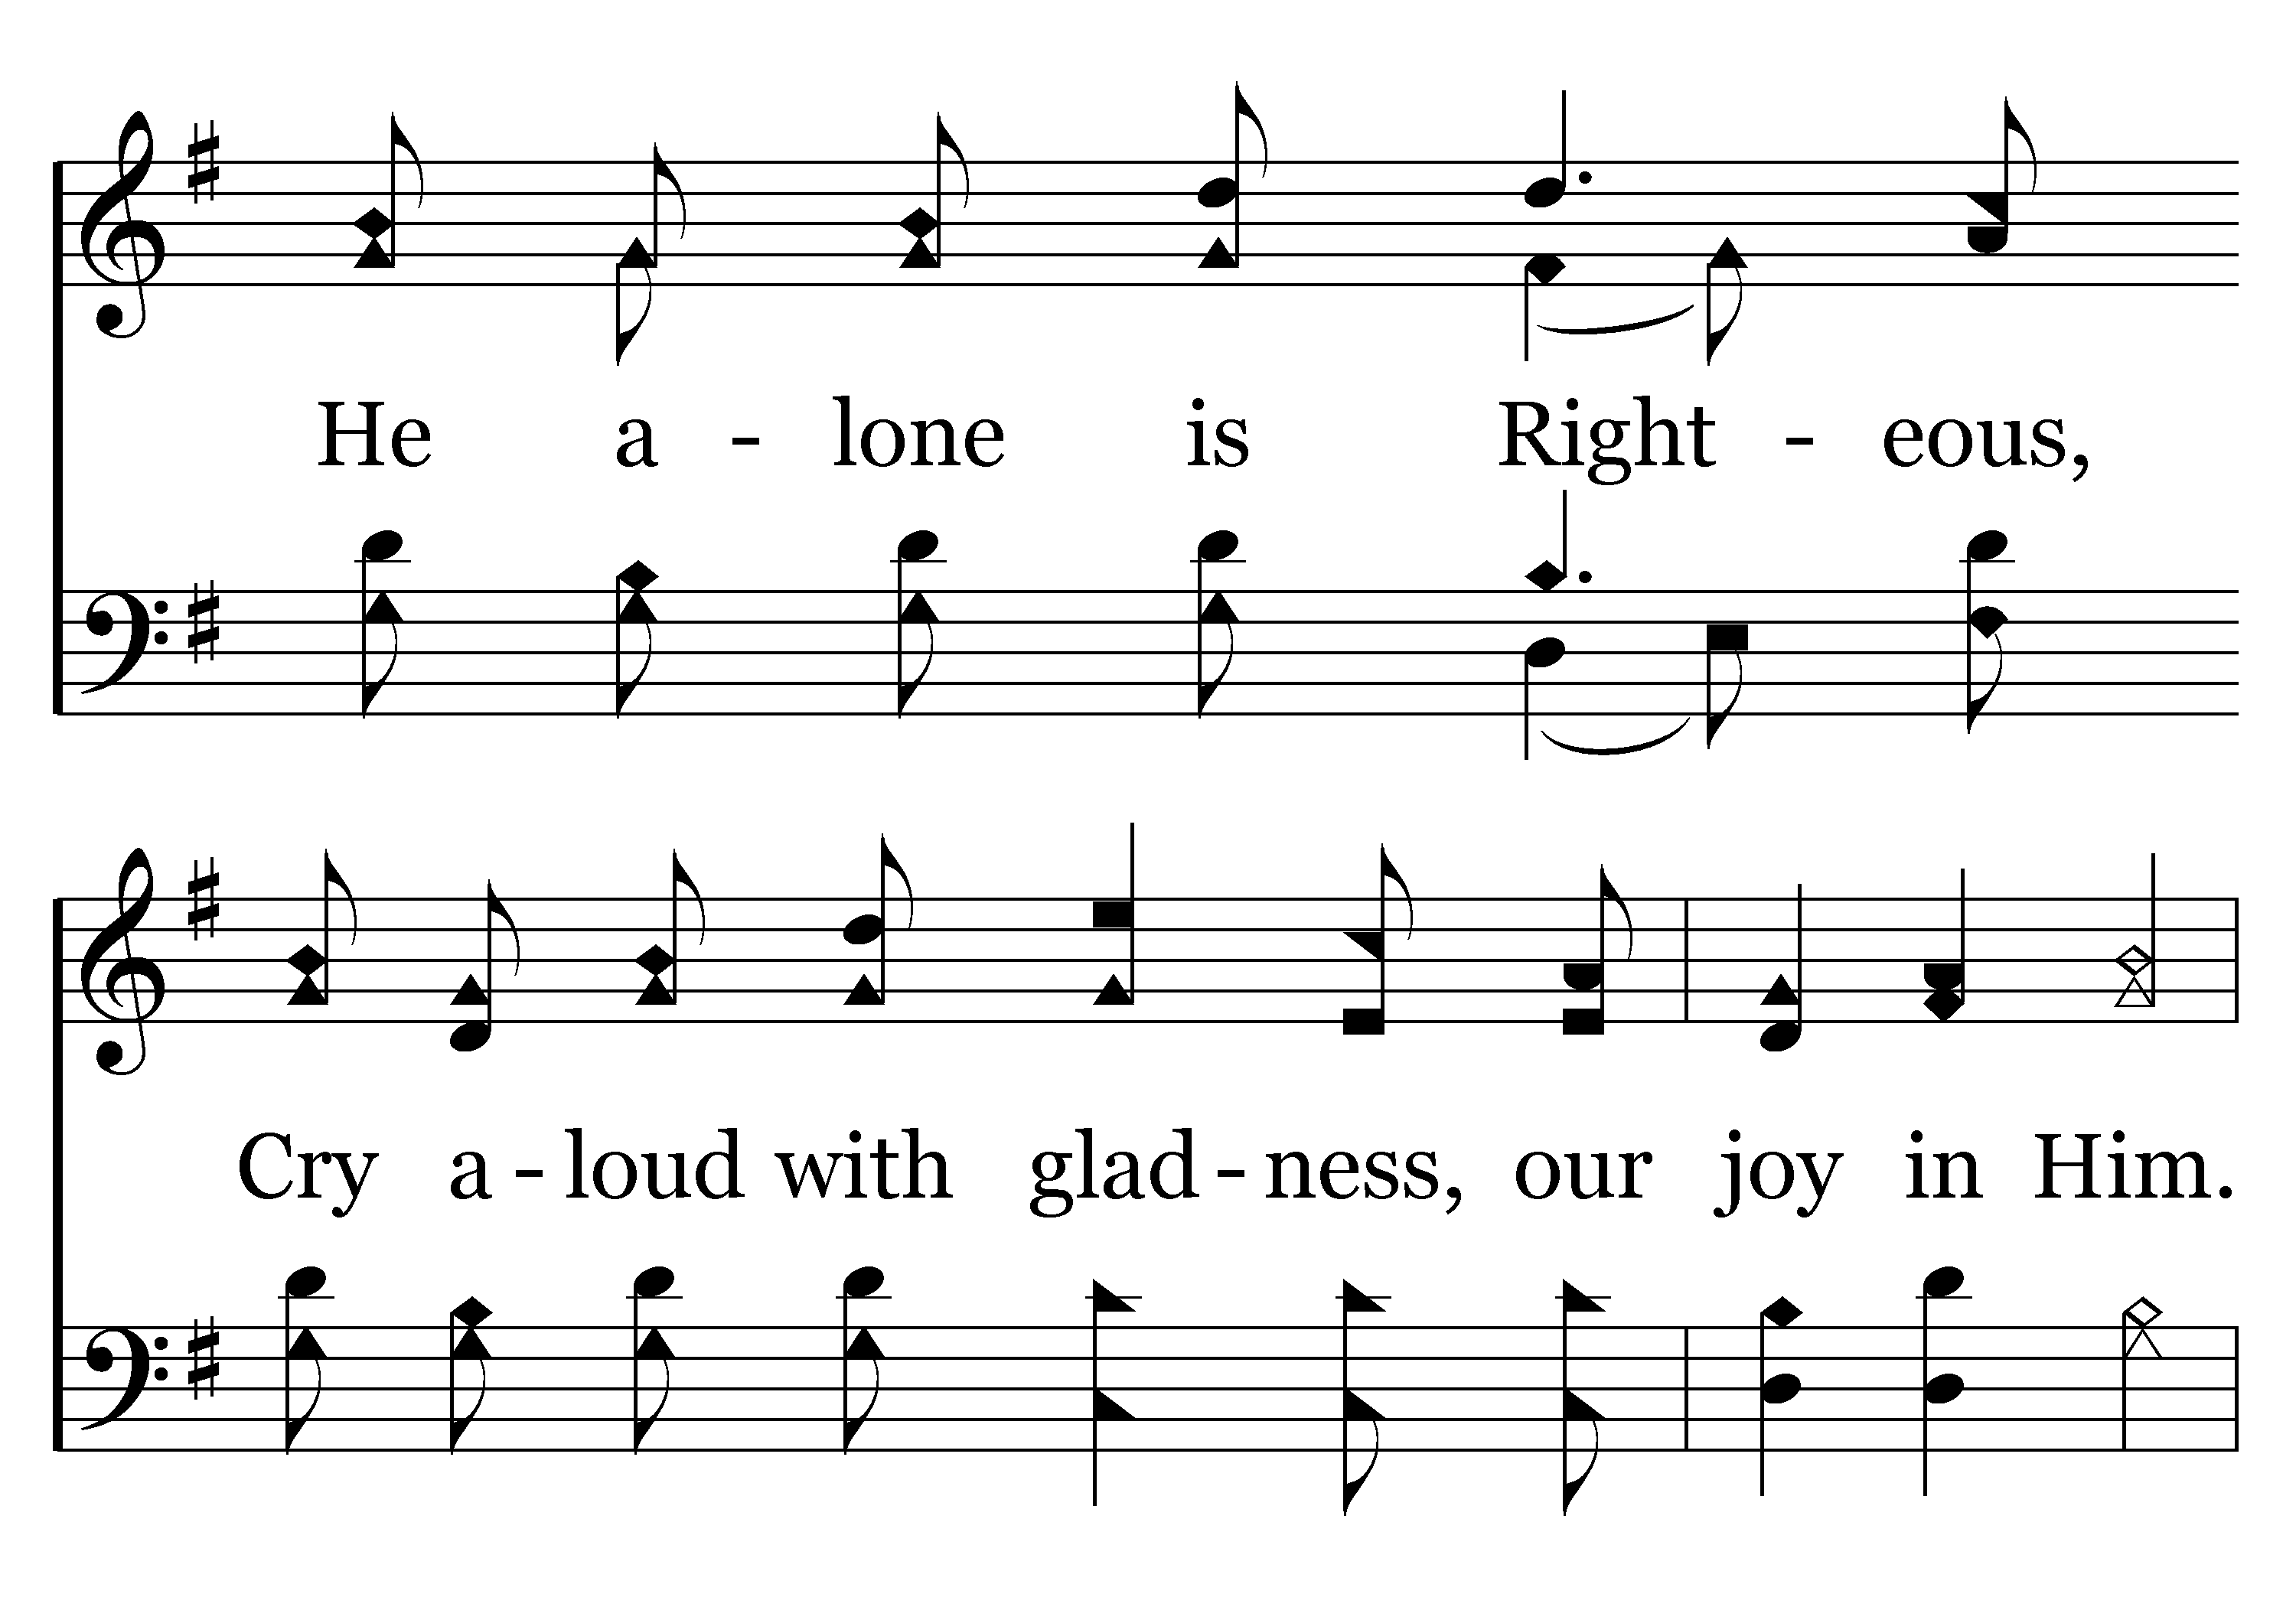 He a - lone is Right - eous,
Cry a - loud with glad - ness, our joy in Him.